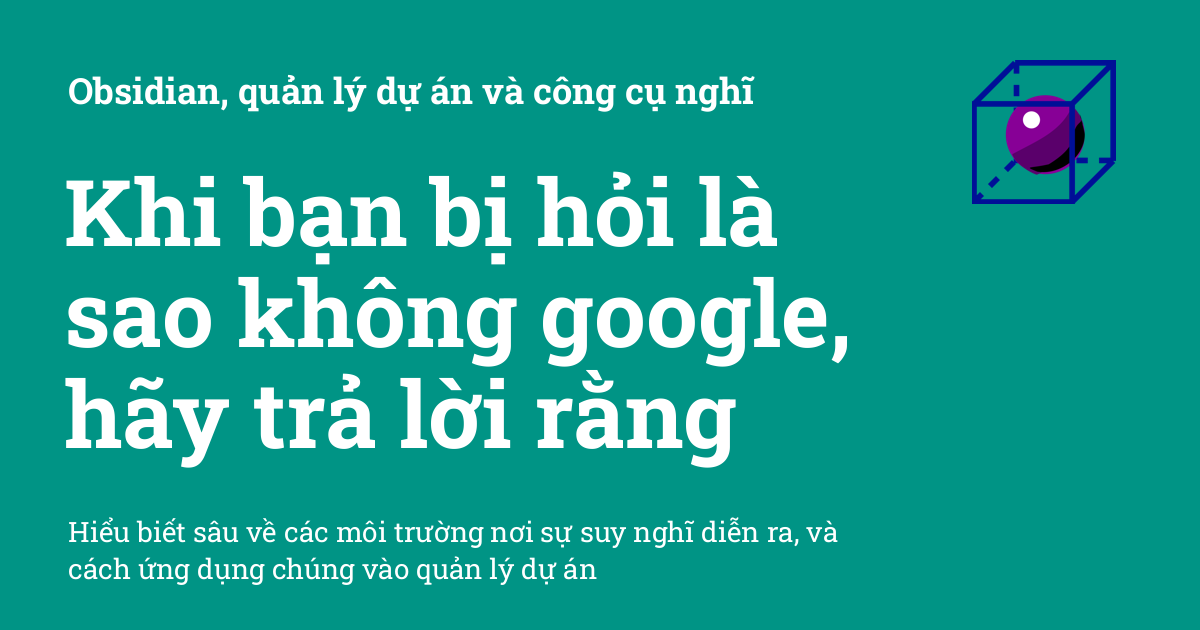 Obsidian, quản lý dự án và công cụ nghĩ
Khi bạn bị hỏi là
sao không google,
hãy trả lời rằng
Hiểu biết sâu về các môi trường nơi sự suy nghĩ diễn ra, và
cách ứng dụng chúng vào quản lý dự án